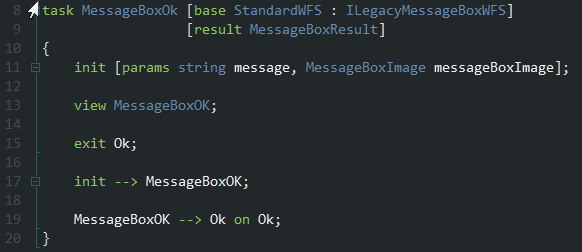 8 task MessageBoxOk [base StandardWFS : ILegacyMessageBoxWFS]
9 [result MessageBoxResult]
10 {
11 init [params string message, MessageBoxImage messageBoxImage];
12
13 view MessageBoxOK;
14
15 exit Ok;
16
17 init --> MessageBoxOK;
18
19 MessageBoxOK --> Ok on Ok;
20 }